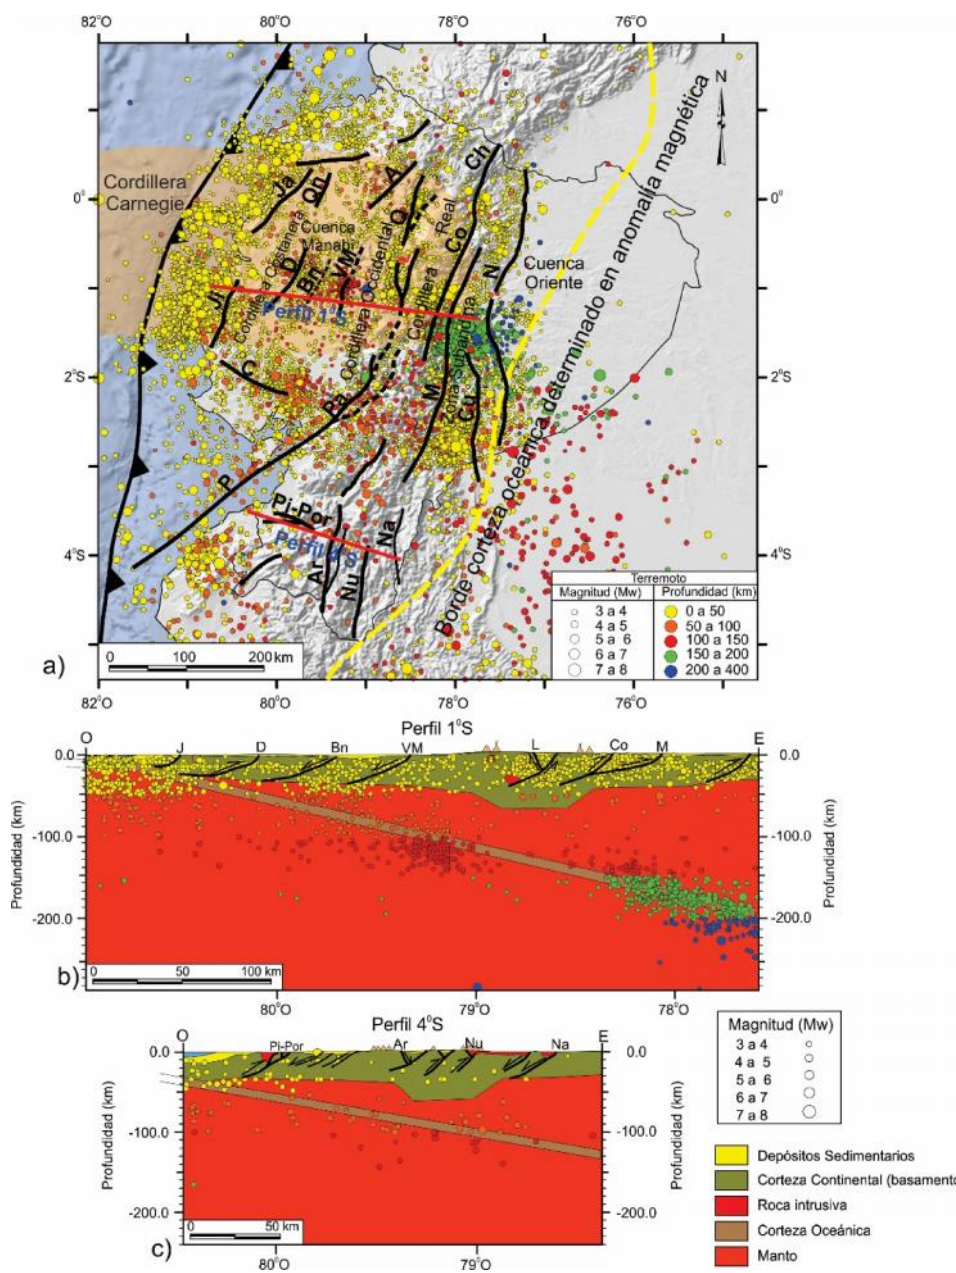 82°O 80°O 78°O 76°O
N
Cordillera
Carnegie
0°
Ja
Qn
A
Q
Ch
Real
Co
Cordillera Costanera
Cuenca
Manabí
D
Bn
VM
Cordillera Occidental
Cordillera
N
Cuenca
Oriente
Ji
Perfil 1°S
Zona Subandina
2°S
C
Pa
M
Cu
P
Pi-Por
Perfil 4°S
Na
Ar
Nu
4°S
Borde corteza oceánica determinado en anomalía magnética
Terremoto
Magnitud (Mw) Profundidad (km)
3 a 4 0 a 50
4 a 5 50 a 100
5 a 6 100 a 150
6 a 7 150 a 200
7 a 8 200 a 400
0 100 200 km
a)
82°O 80°O 78°O 76°O
Perfil 1°S
O E
J D Bn VM L Co M
0.0 0.0
-100.0 -100.0
-200.0 -200.0
Profundidad (km)
Profundidad (km)
0 50 100 km
b)
80°O 79°O 78°O
Perfil 4°S
O E
Pi-Por Ar Nu Na
0.0 0.0
-100.0 -100.0
-200.0 -200.0
Profundidad (km)
Profundidad (km)
0 50 km
c)
80°O 79°O
Magnitud (Mw)
3 a 4
4 a 5
5 a 6
6 a 7
7 a 8
Depósitos Sedimentarios
Corteza Continental (basamento
Roca intrusiva
Corteza Oceánica
Manto